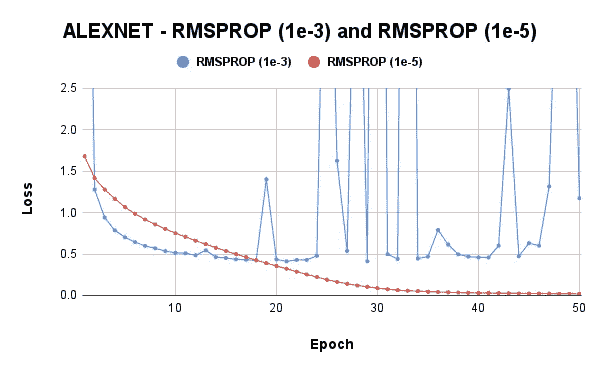 ALEXNET - RMSPROP (1e-3) and RMSPROP (1e-5)
RMSPROP (1e-3) RMSPROP (1e-5)
2.5
2.0
1.5
1.0
0.5
0.0
Loss
10 20 30 40 50
Epoch